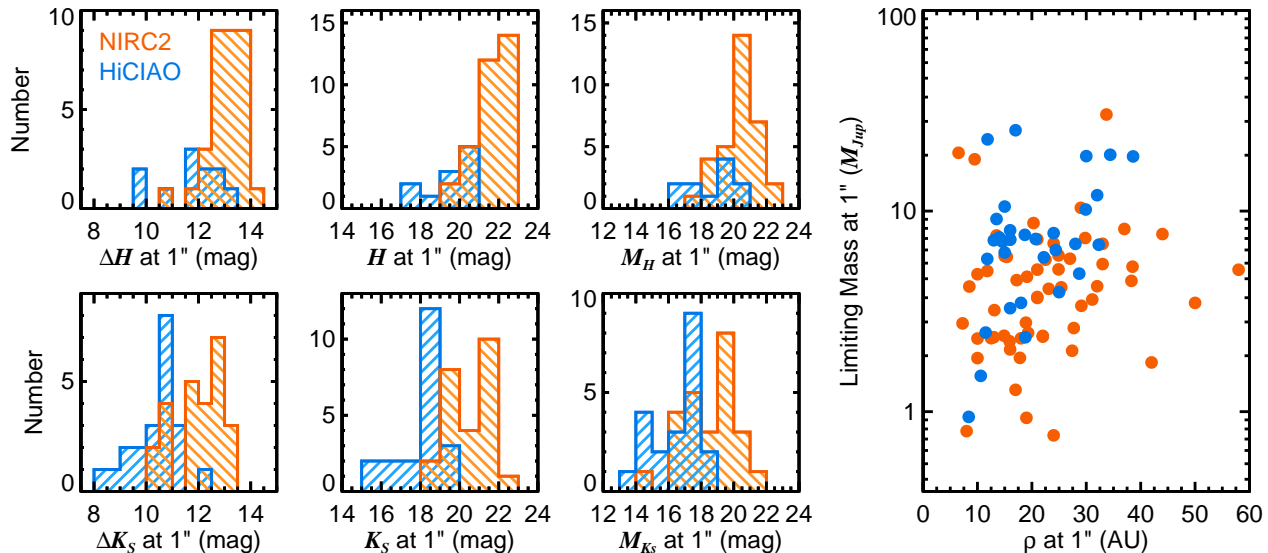 Number
10
5
0
NIRC2
HiCIAO
8 10 12 14
ΔH at 1" (mag)
15
10
5
0
14 16 18 20 22 24
H at 1" (mag)
15
10
5
0
12 14 16 18 20 22 24
M_H at 1" (mag)
Number
5
0
8 10 12 14
ΔK_S at 1" (mag)
10
5
0
14 16 18 20 22 24
K_S at 1" (mag)
10
5
0
12 14 16 18 20 22 24
M_Ks at 1" (mag)
Limiting Mass at 1" (M_Jup)
100
10
1
0 10 20 30 40 50 60
ρ at 1" (AU)